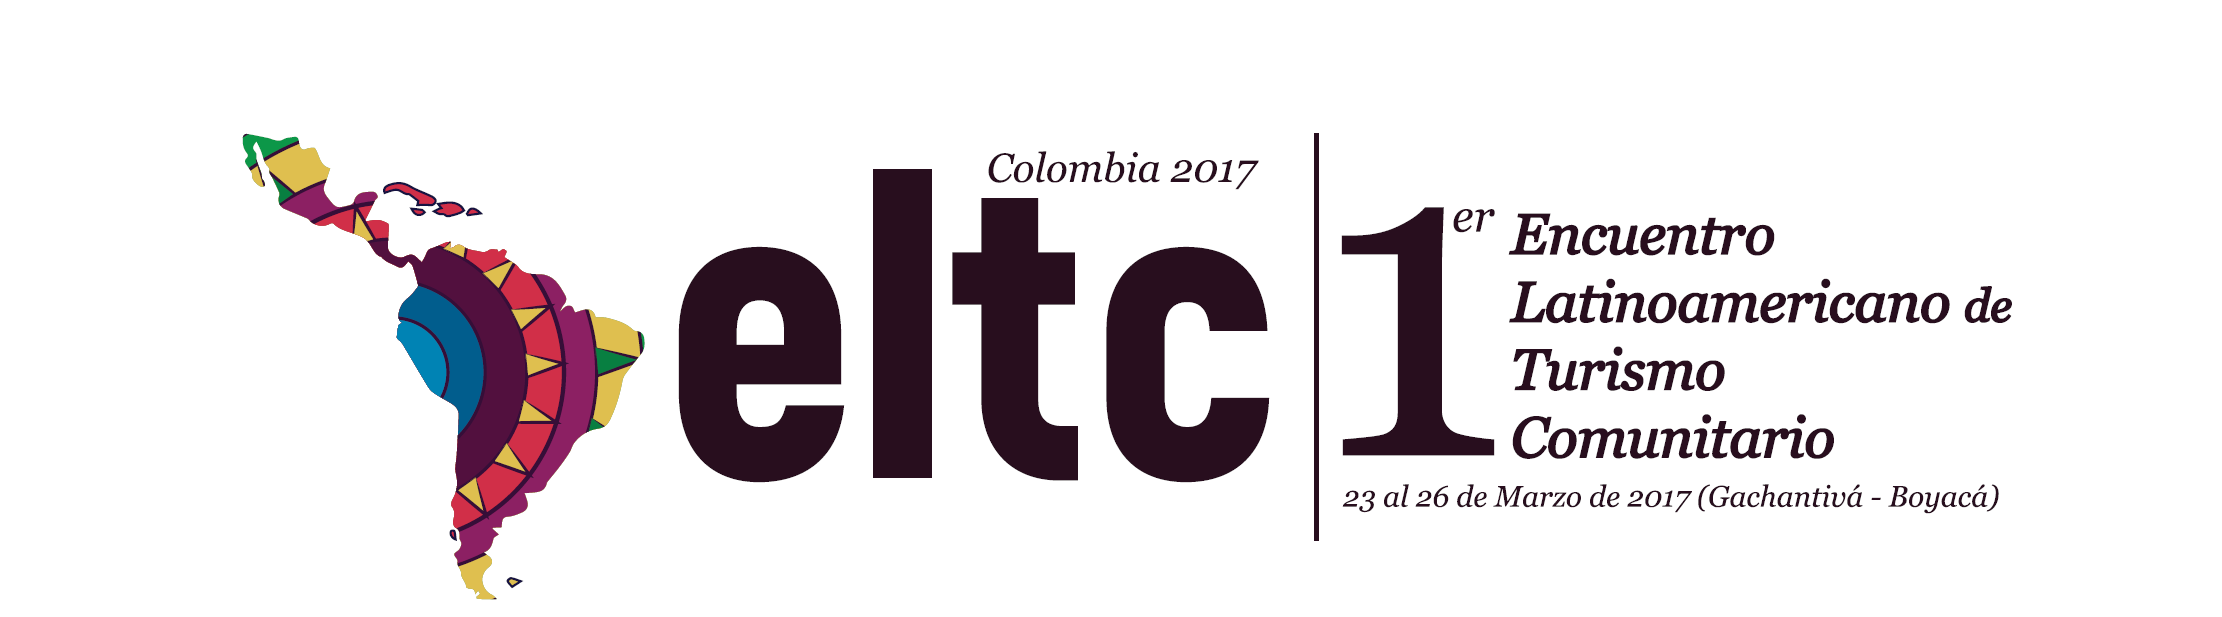 Colombia 2017
eltc
1er Encuentro
Latinoamericano de
Turismo
Comunitario
23 al 26 de Marzo de 2017 (Gachantivá - Boyacá)